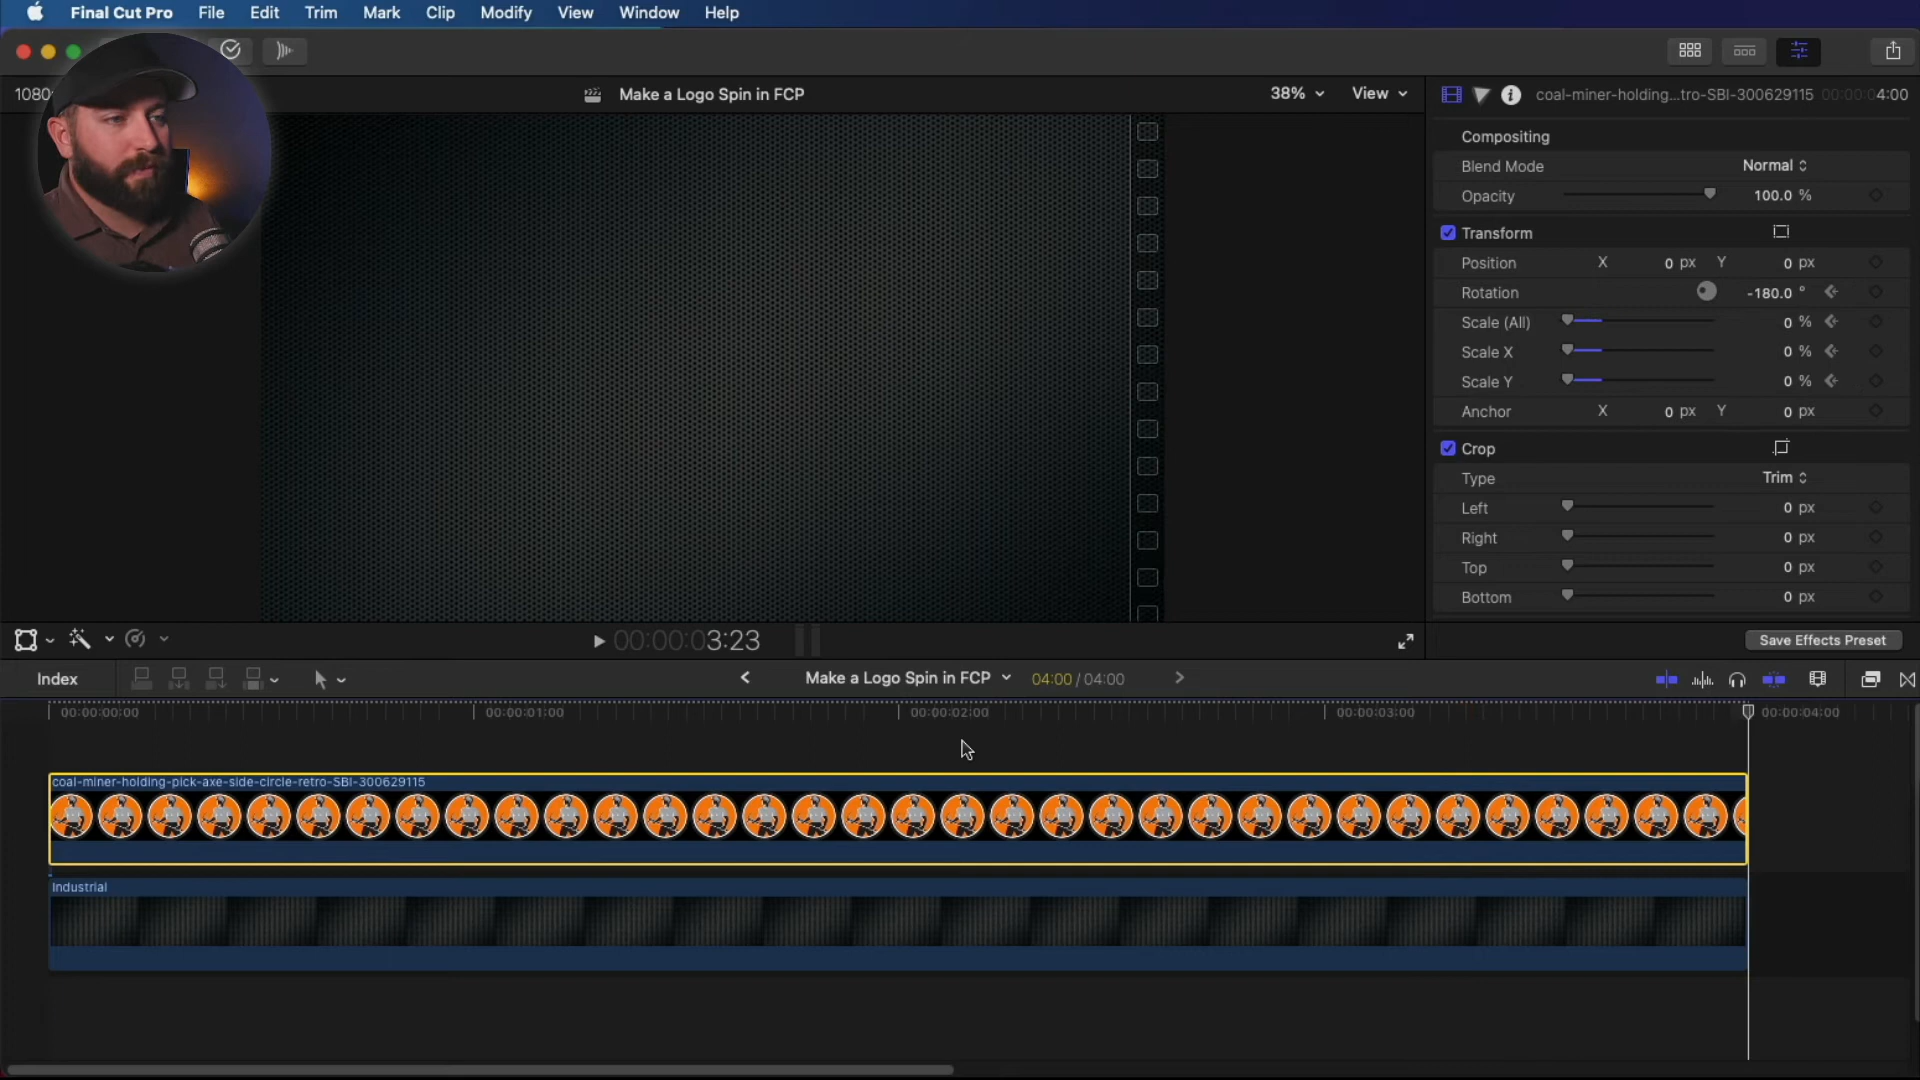 Final Cut Pro File Edit Trim Mark Clip Modify View Window Help
1080
Make a Logo Spin in FCP
38% View
coal-miner-holding...tro-SBI-300629115 00:00:04:00
Compositing
Blend Mode Normal
Opacity 100.0 %
Transform
Position X 0 px Y 0 px
Rotation -180.0 °
Scale (All) 0 %
Scale X 0 %
Scale Y 0 %
Anchor X 0 px Y 0 px
Crop
Type Trim
Left 0 px
Right 0 px
Top 0 px
Bottom 0 px
00:00:03:23
Save Effects Preset
Index
Make a Logo Spin in FCP 04:00 / 04:00
00:00:00:00 00:00:01:00 00:00:02:00 00:00:03:00 00:00:04:00
coal-miner-holding-pick-axe-side-circle-retro-SBI-300629115
Industrial